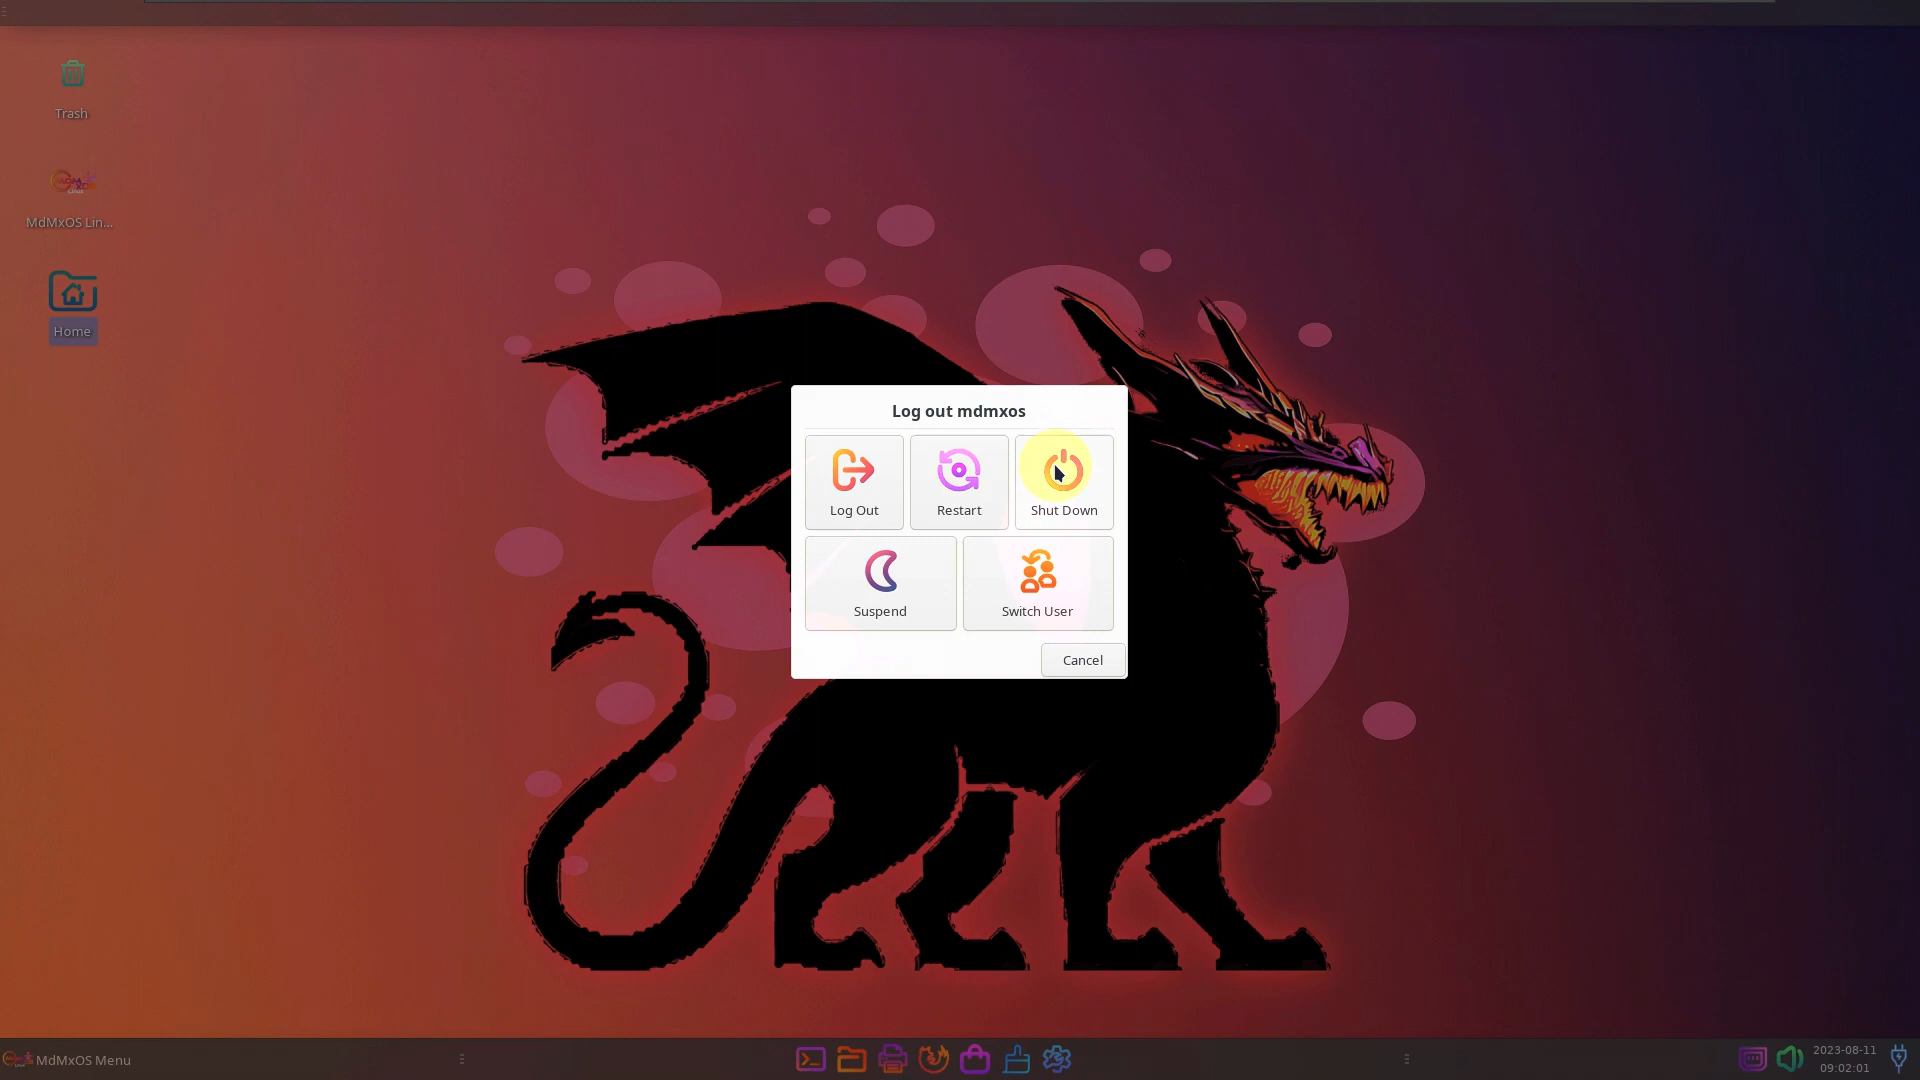 Trash
MdMxOS Lin...
Home
Log out mdmxos
Log Out
Restart
Shut Down
Suspend
Switch User
Cancel
MdMxOS Menu
2023-08-11
09:02:01